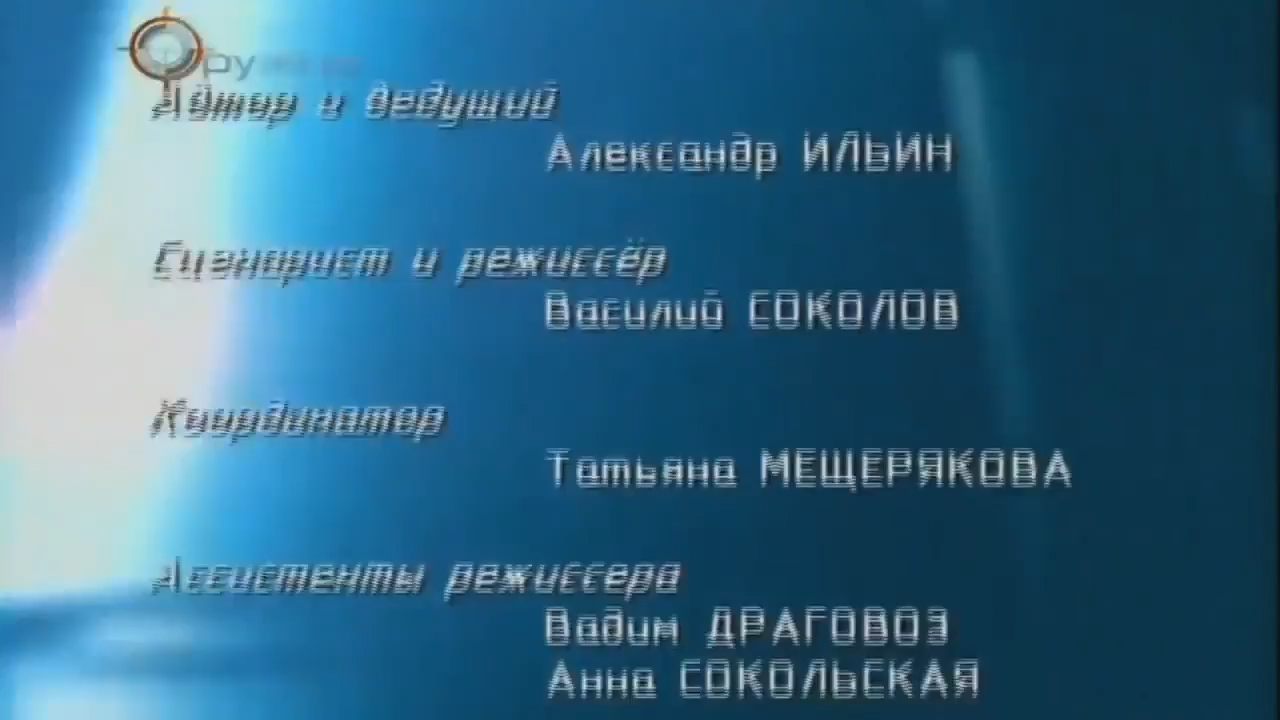 Автор и ведущий
Александр ИЛЬИН
Сценарист и режиссёр
Василий СОКОЛОВ
Координатор
Татьяна МЕЩЕРЯКОВА
Ассистенты режиссера
Вадим ДРАГОВОЗ
Анна СОКОЛЬСКАЯ